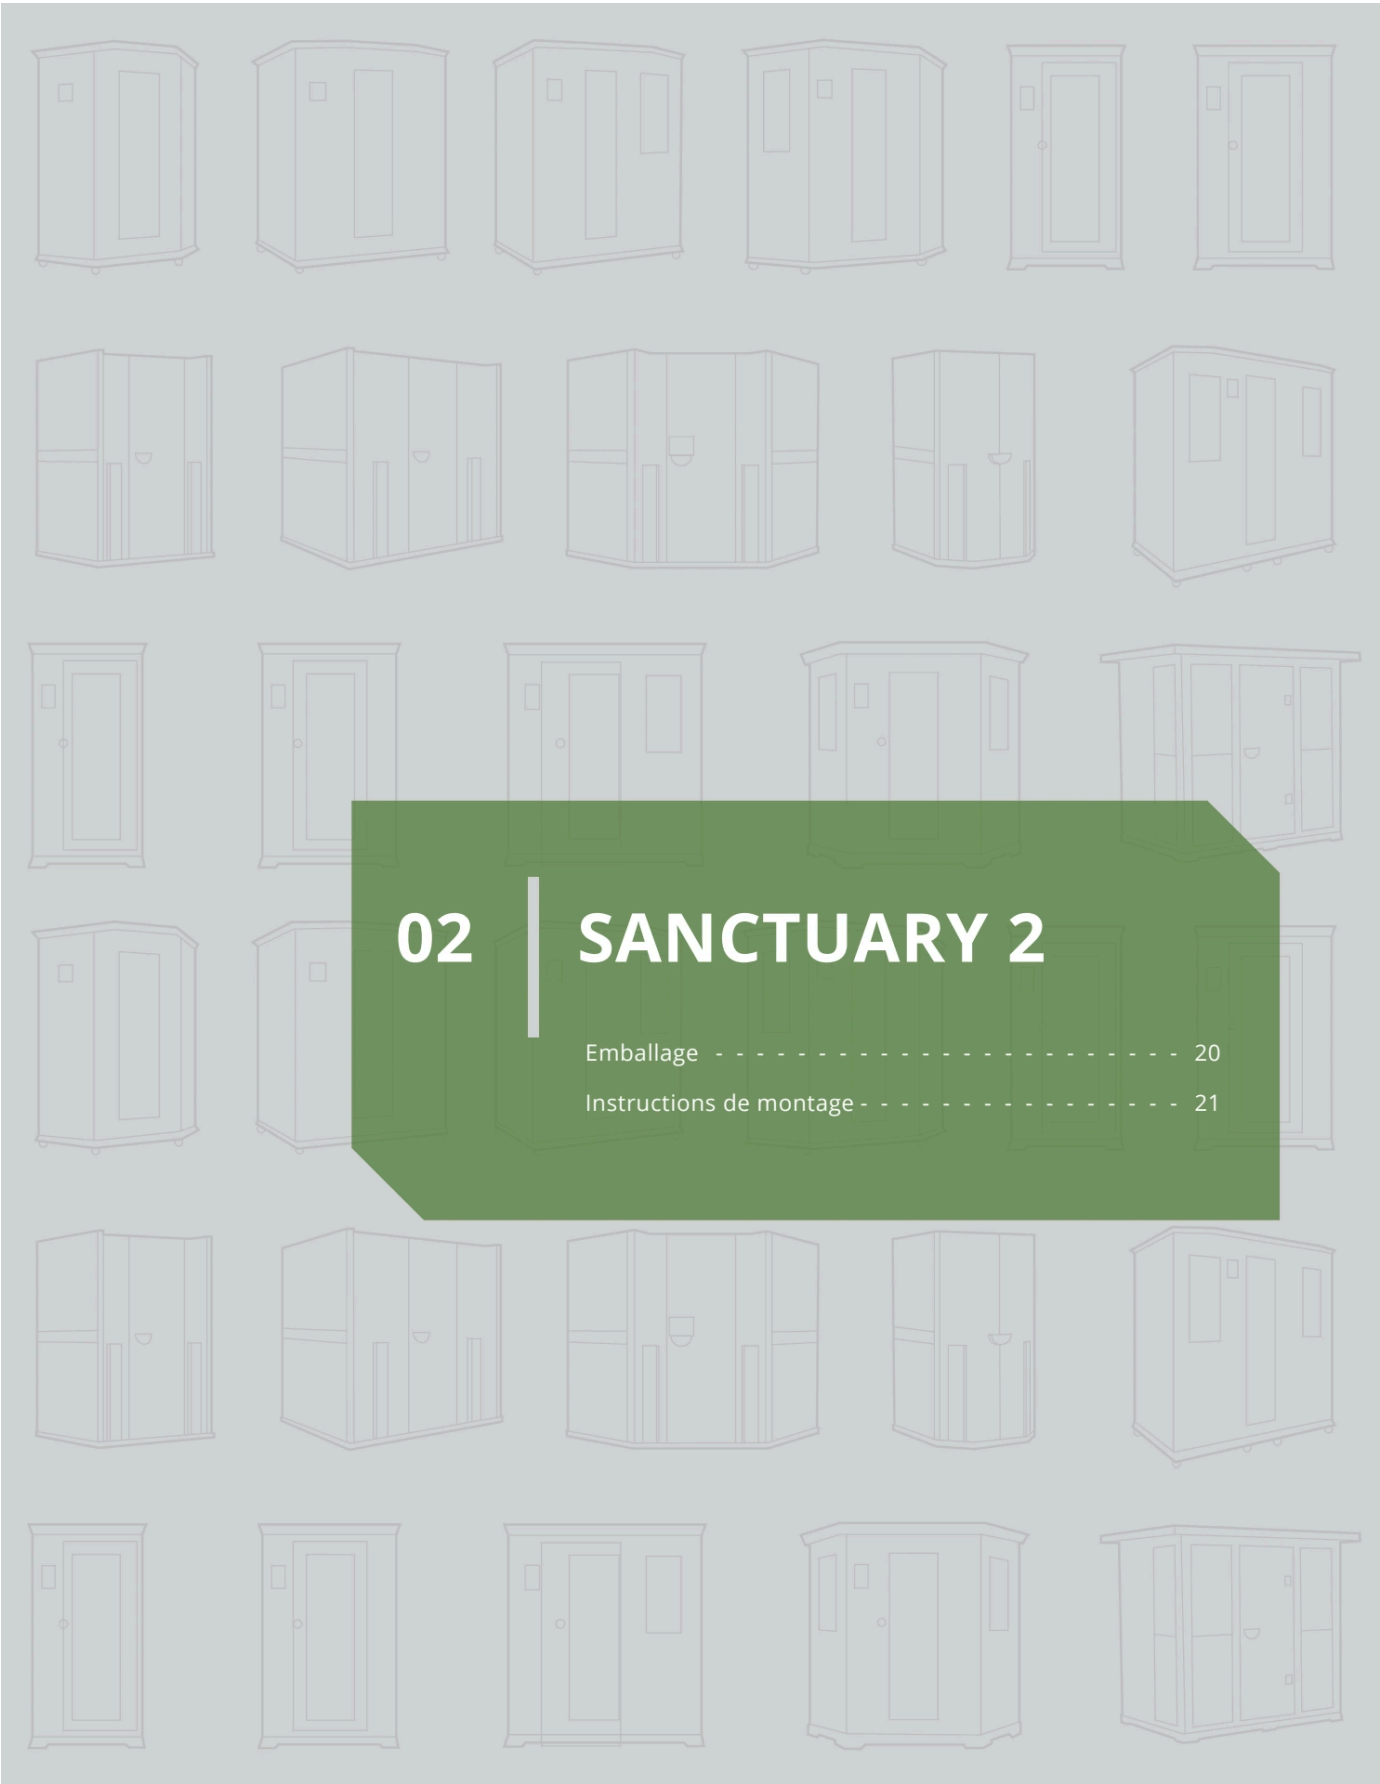 02 SANCTUARY 2
Emballage - - - - - - - - - - - - - - - - - - - - - - - 20
Instructions de montage - - - - - - - - - - - - - - - - 21